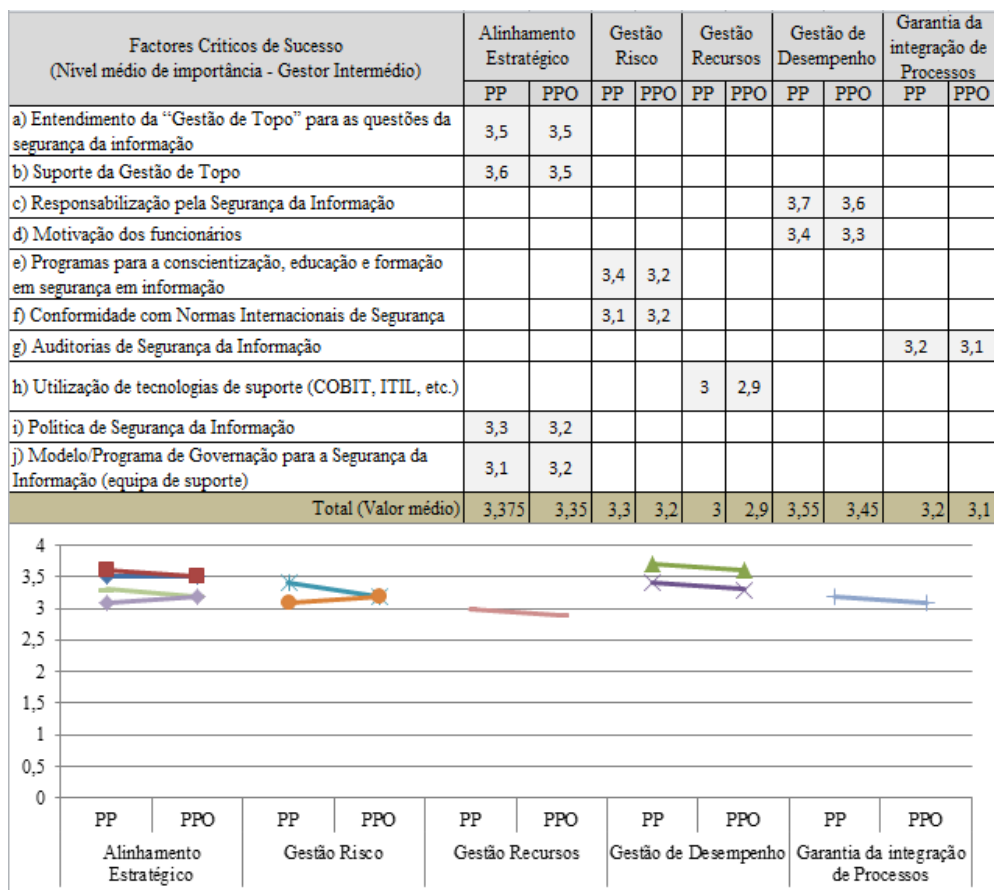 Factores Críticos de Sucesso
(Nível médio de importância - Gestor Intermédio)
Alinhamento
Estratégico
Gestão
Risco
Gestão
Recursos
Gestão de
Desempenho
Garantia da
integração de
Processos
PP PPO PP PPO PP PPO PP PPO PP PPO
a) Entendimento da “Gestão de Topo” para as questões da
segurança da informação
3,5 3,5
b) Suporte da Gestão de Topo 3,6 3,5
c) Responsabilização pela Segurança da Informação 3,7 3,6
d) Motivação dos funcionários 3,4 3,3
e) Programas para a conscientização, educação e formação
em segurança em informação
3,4 3,2
f) Conformidade com Normas Internacionais de Segurança 3,1 3,2
g) Auditorias de Segurança da Informação 3,2 3,1
h) Utilização de tecnologias de suporte (COBIT, ITIL, etc.) 3 2,9
i) Política de Segurança da Informação 3,3 3,2
j) Modelo/Programa de Governação para a Segurança da
Informação (equipa de suporte)
3,1 3,2
Total (Valor médio) 3,375 3,35 3,3 3,2 3 2,9 3,55 3,45 3,2 3,1
4
3,5
3
2,5
2
1,5
1
0,5
0
PP PPO PP PPO PP PPO PP PPO PP PPO
Alinhamento
Estratégico
Gestão Risco
Gestão Recursos
Gestão de Desempenho
Garantia da integração
de Processos